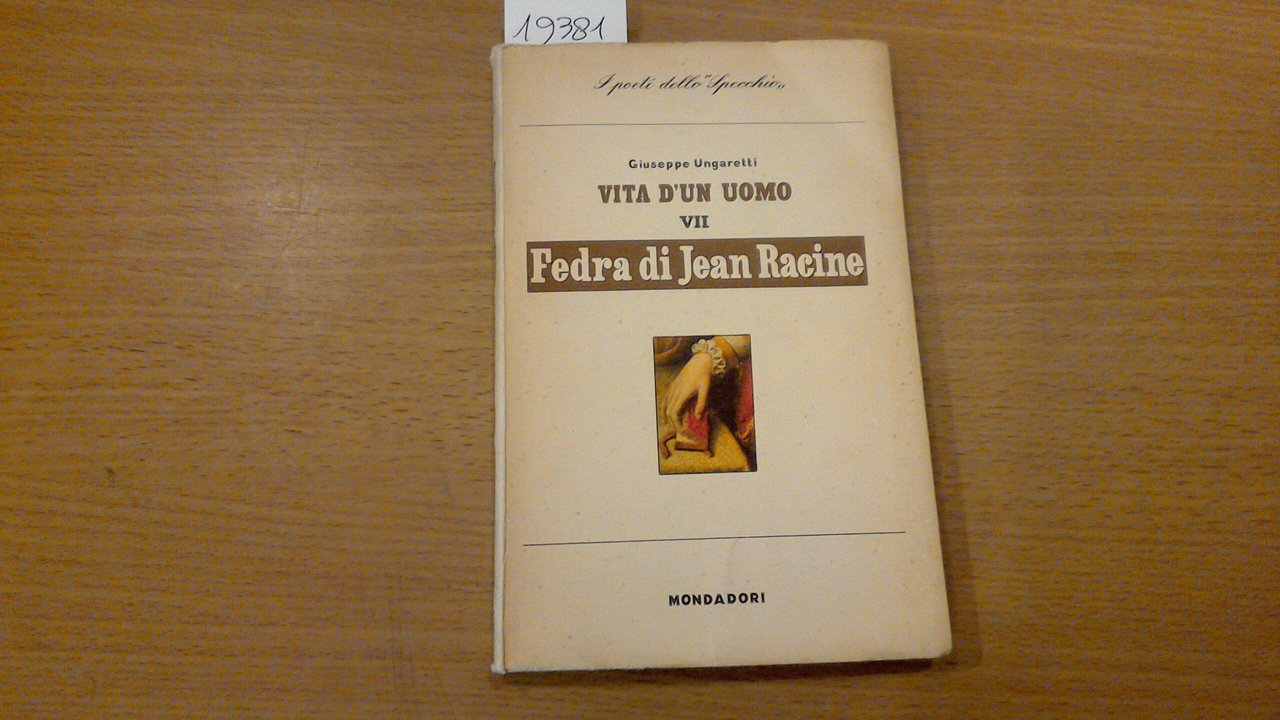 19381
I poeti dello "Specchio„
Giuseppe Ungaretti
VITA D'UN UOMO
VII
Fedra di Jean Racine
MONDADORI